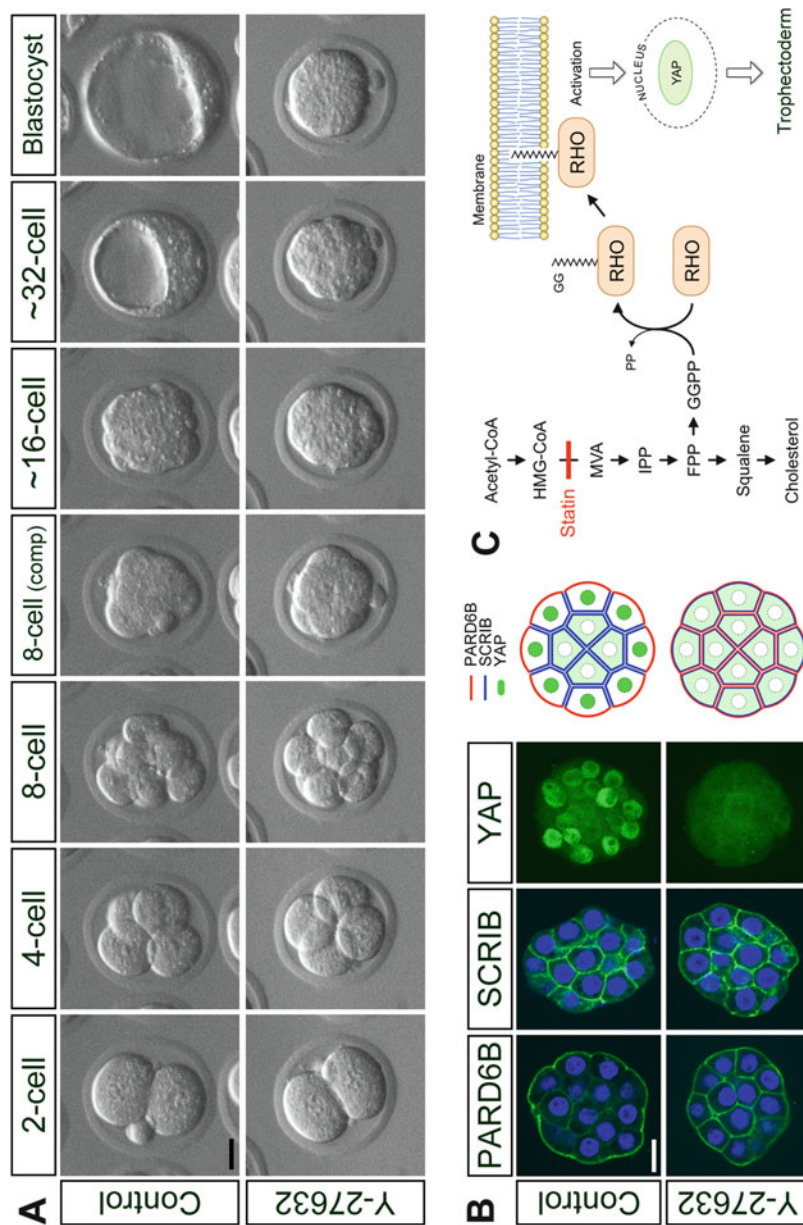 A
2-cell
4-cell
8-cell
8-cell (comp)
~16-cell
~32-cell
Blastocyst
Control
Y-27632
B
PARD6B
SCRIB
YAP
Control
Y-27632
PARD6B
SCRIB
YAP
C
Acetyl-CoA
HMG-CoA
Statin
MVA
IPP
FPP
GGPP
Squalene
Cholesterol
PP
GG
RHO
RHO
Membrane
RHO
Activation
NUCLEUS
YAP
Trophectoderm